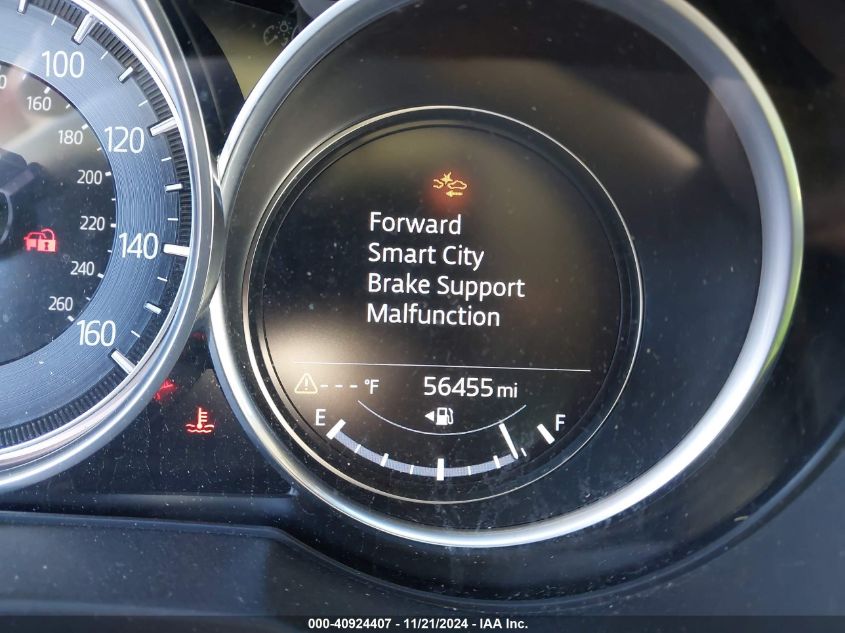 100
120
140
160
160
180
200
220
240
260
Forward
Smart City
Brake Support
Malfunction
--- °F 56455 mi
E F
000-40924407 - 11/21/2024 - IAA Inc.